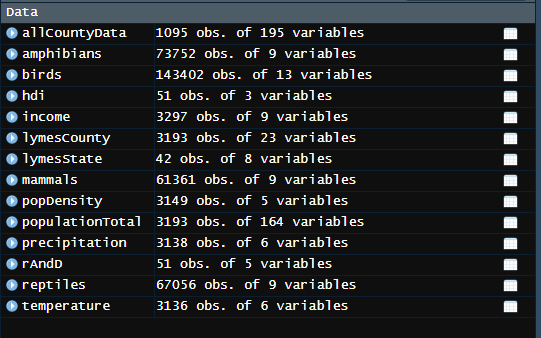 Data
allCountyData 1095 obs. of 195 variables
amphibians 73752 obs. of 9 variables
birds 143402 obs. of 13 variables
hdi 51 obs. of 3 variables
income 3297 obs. of 9 variables
lymesCounty 3193 obs. of 23 variables
lymesState 42 obs. of 8 variables
mammals 61361 obs. of 9 variables
popDensity 3149 obs. of 5 variables
populationTotal 3193 obs. of 164 variables
precipitation 3138 obs. of 6 variables
rAndD 51 obs. of 5 variables
reptiles 67056 obs. of 9 variables
temperature 3136 obs. of 6 variables